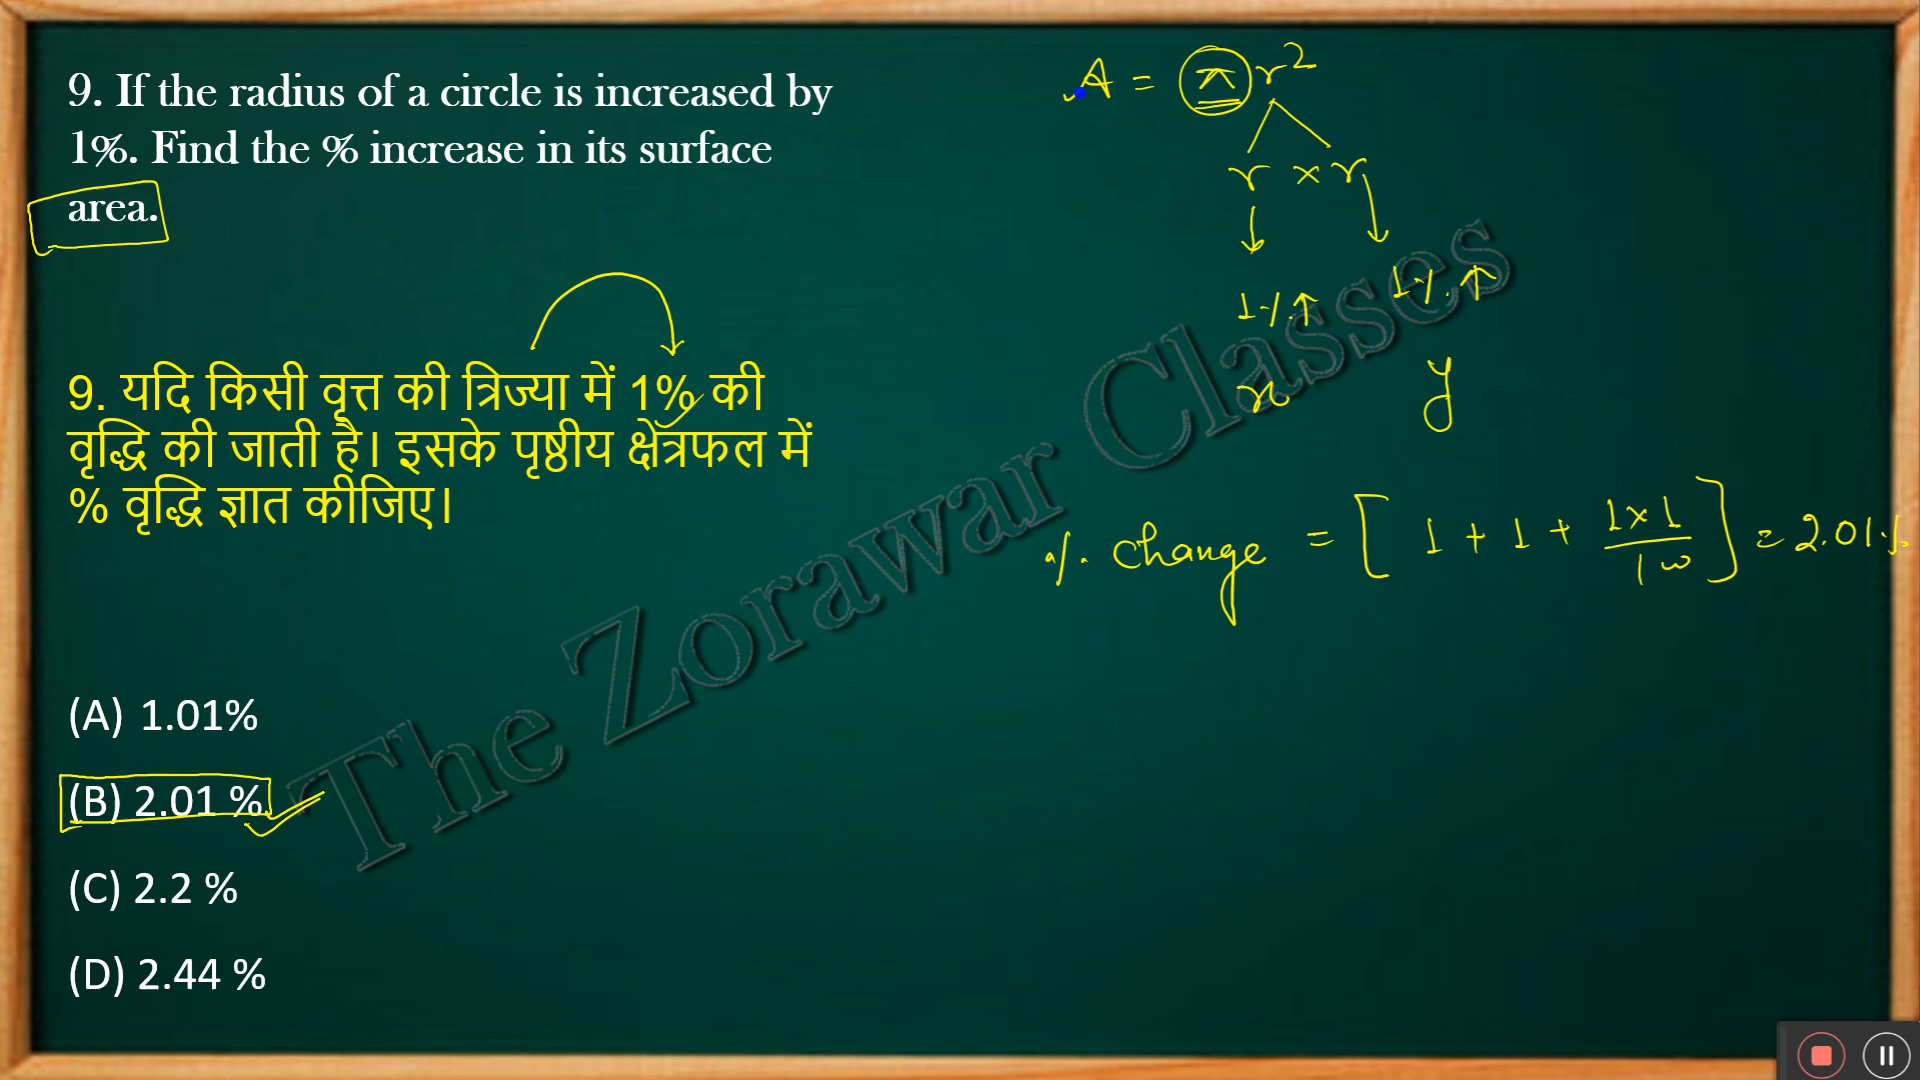 9. If the radius of a circle is increased by
1%. Find the % increase in its surface
area.
9. यदि किसी वृत्त की त्रिज्या में 1% की
वृद्धि की जाती है। इसके पृष्ठीय क्षेत्रफल में
% वृद्धि ज्ञात कीजिए।
(A) 1.01%
(B) 2.01 %
(C) 2.2 %
(D) 2.44 %
A = π r²
r × r
1% ↑ 1% ↑
x y
% change = [ 1 + 1 + 1×1/100 ] = 2.01%
The Zorawar Classes